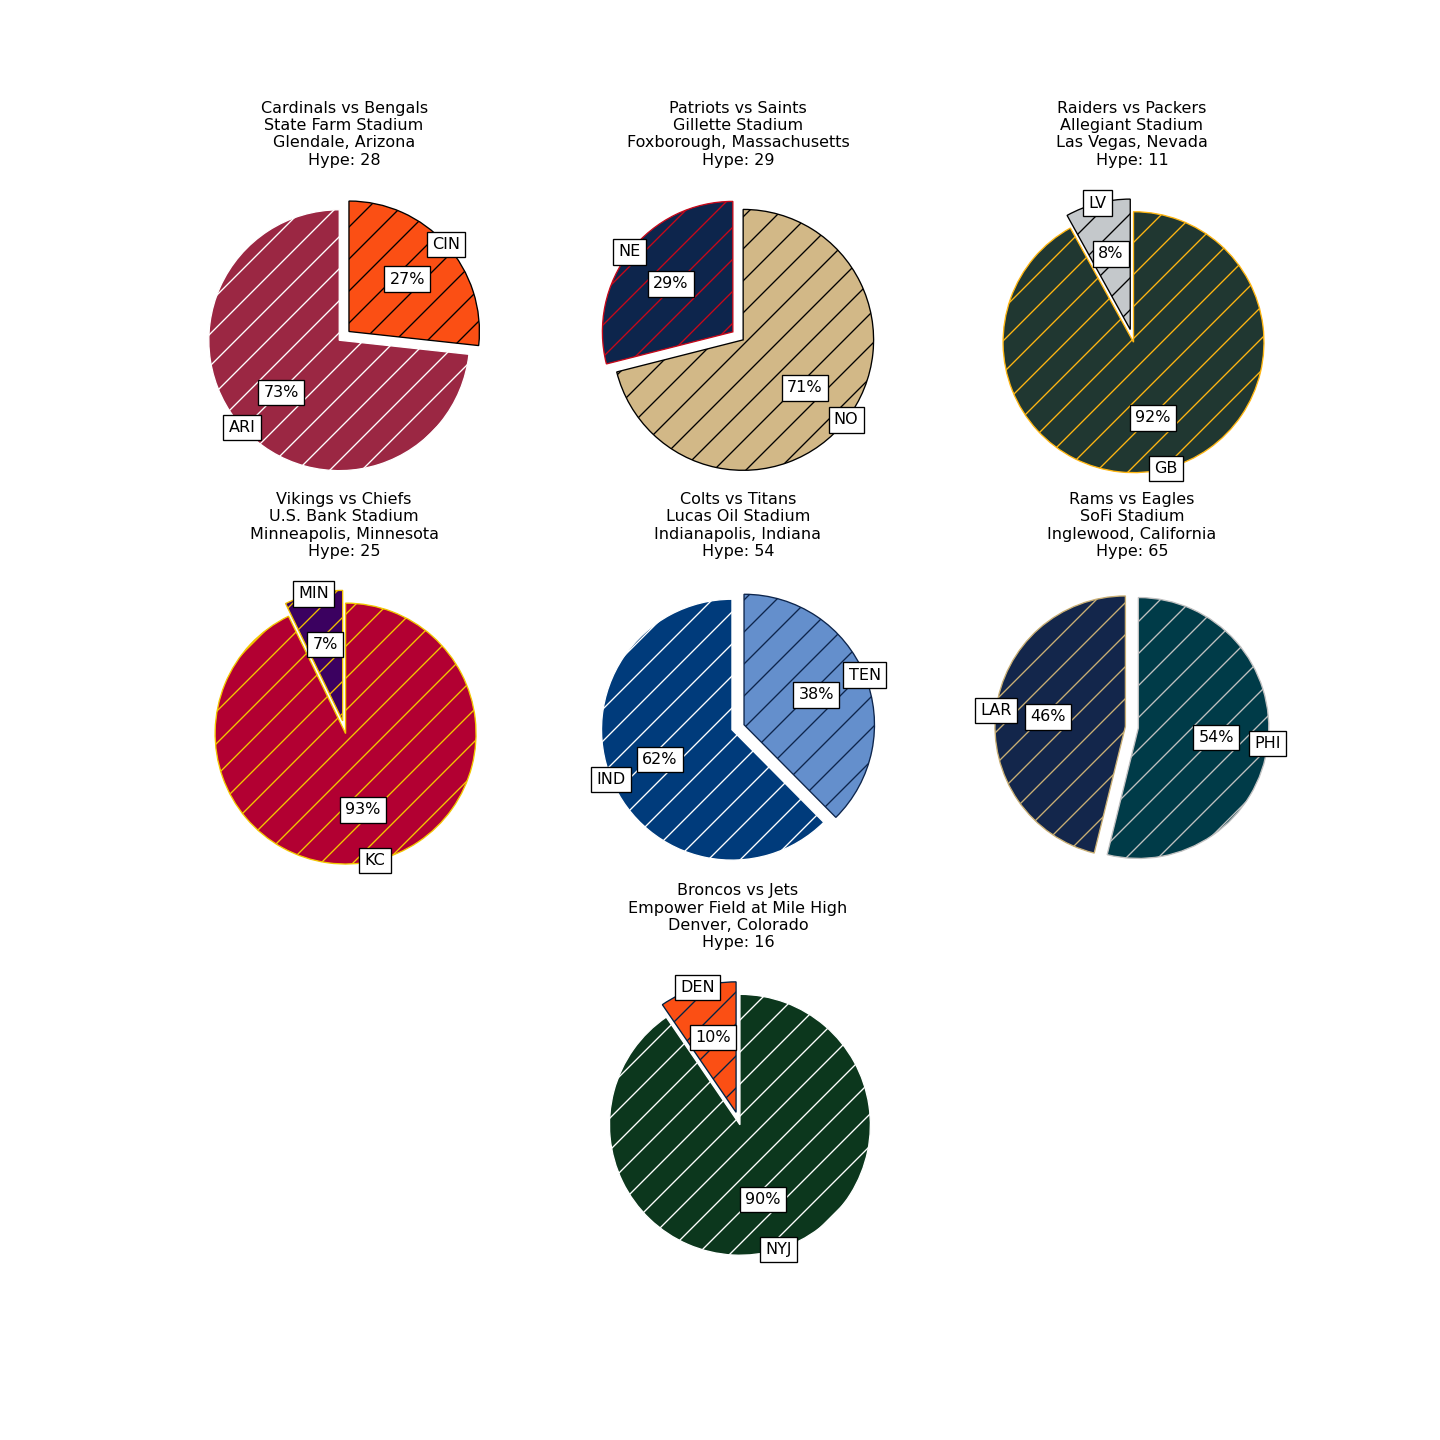 Cardinals vs Bengals
State Farm Stadium
Glendale, Arizona
Hype: 28
CIN
27%
73%
ARI
Patriots vs Saints
Gillette Stadium
Foxborough, Massachusetts
Hype: 29
NE
29%
71%
NO
Raiders vs Packers
Allegiant Stadium
Las Vegas, Nevada
Hype: 11
LV
8%
92%
GB
Vikings vs Chiefs
U.S. Bank Stadium
Minneapolis, Minnesota
Hype: 25
MIN
7%
93%
KC
Colts vs Titans
Lucas Oil Stadium
Indianapolis, Indiana
Hype: 54
TEN
38%
62%
IND
Rams vs Eagles
SoFi Stadium
Inglewood, California
Hype: 65
LAR
46%
54%
PHI
Broncos vs Jets
Empower Field at Mile High
Denver, Colorado
Hype: 16
DEN
10%
90%
NYJ